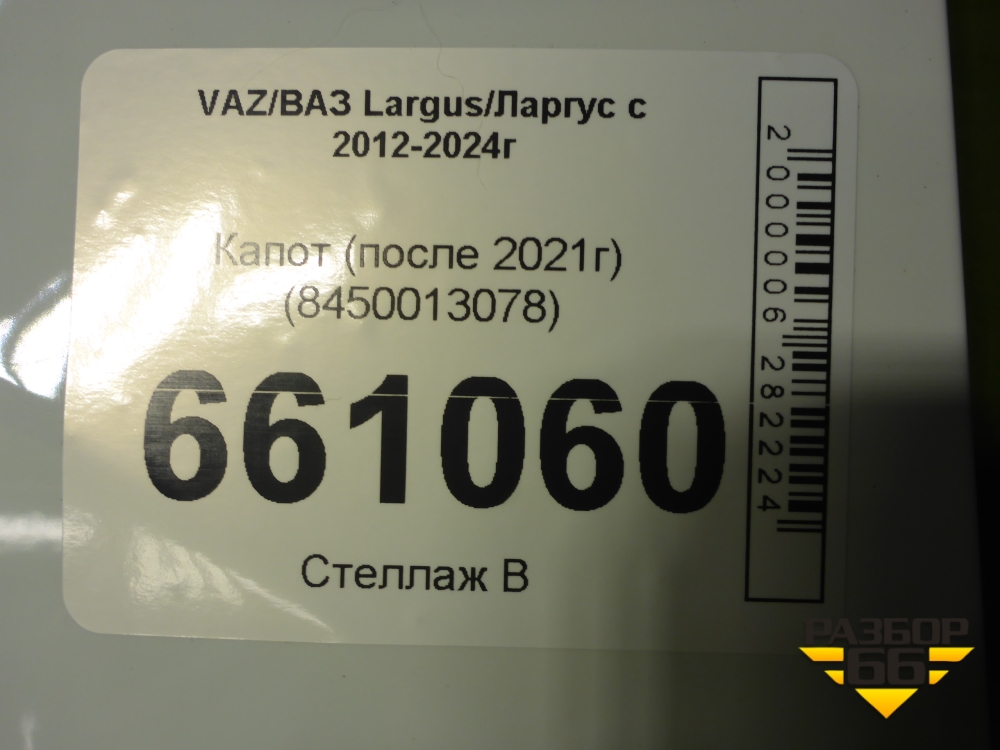 VAZ/ВАЗ Largus/Ларгус с
2012-2024г
Капот (после 2021г)
(8450013078)
661060
Стеллаж В
2000006282224
РАЗБОР
66